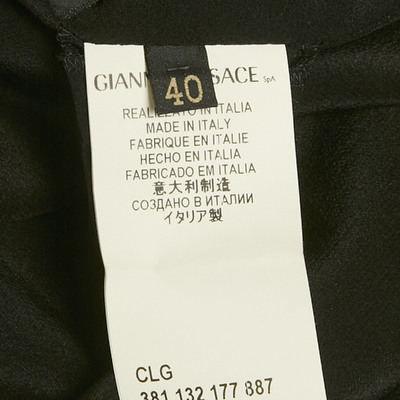 GIANN SACE SpA
40
REALIZZATO IN ITALIA
MADE IN ITALY
FABRIQUE EN ITALIE
HECHO EN ITALIA
FABRICADO EM ITALIA
意大利制造
СОЗДАНО В ИТАЛИИ
イタリア製
CLG
381 132 177 887